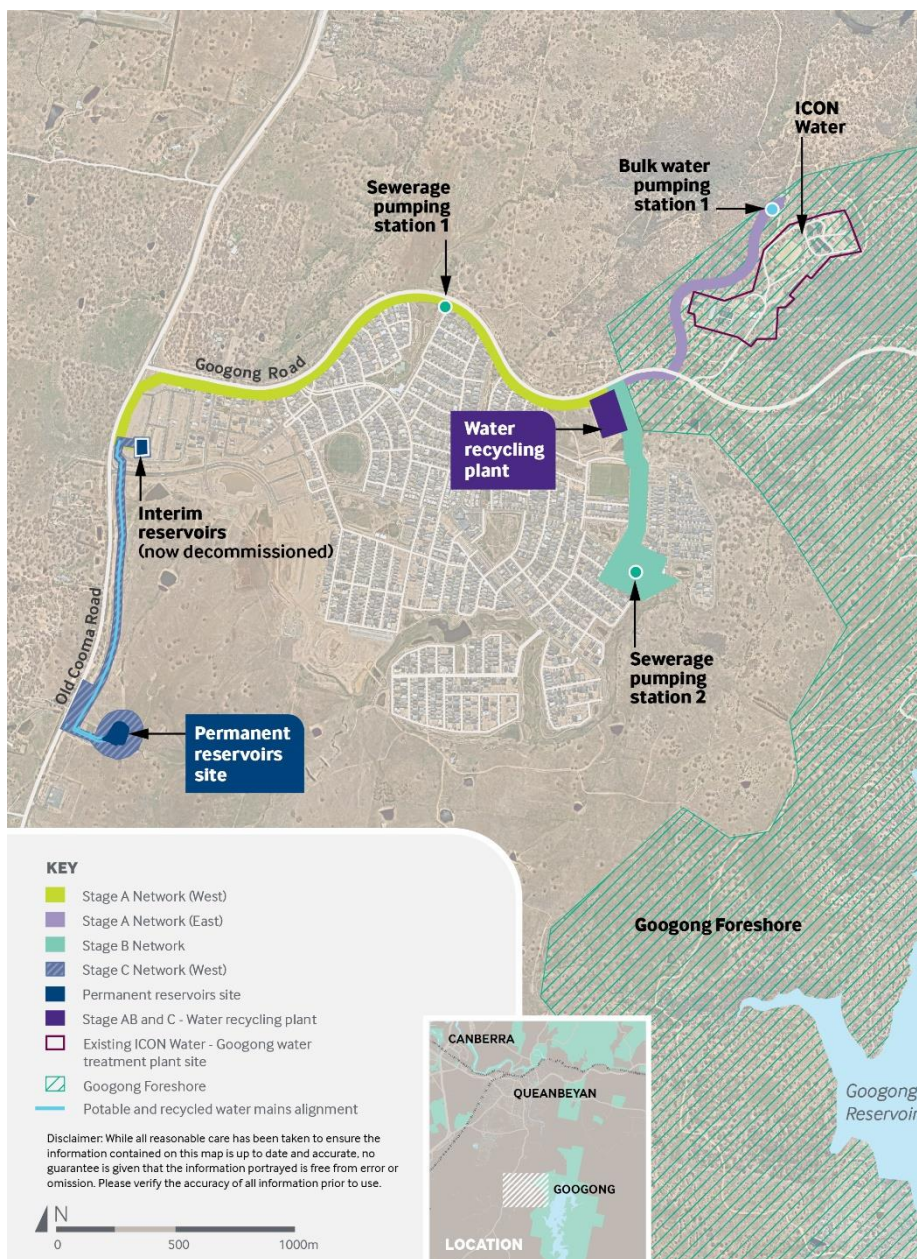 ICON
Water
Bulk water
pumping
station 1
Sewerage
pumping
station 1
Googong Road
Water
recycling
plant
Interim
reservoirs
(now decommissioned)
Old Cooma Road
Sewerage
pumping
station 2
Permanent
reservoirs
site
KEY
Stage A Network (West)
Stage A Network (East)
Stage B Network
Stage C Network (West)
Permanent reservoirs site
Stage AB and C - Water recycling plant
Existing ICON Water - Googong water
treatment plant site
Googong Foreshore
Potable and recycled water mains alignment
Disclaimer: While all reasonable care has been taken to ensure the
information contained on this map is up to date and accurate, no
guarantee is given that the information portrayed is free from error or
omission. Please verify the accuracy of all information prior to use.
N
0 500 1000m
Googong Foreshore
Googong
Reservoir
CANBERRA
QUEANBEYAN
GOOGONG
LOCATION